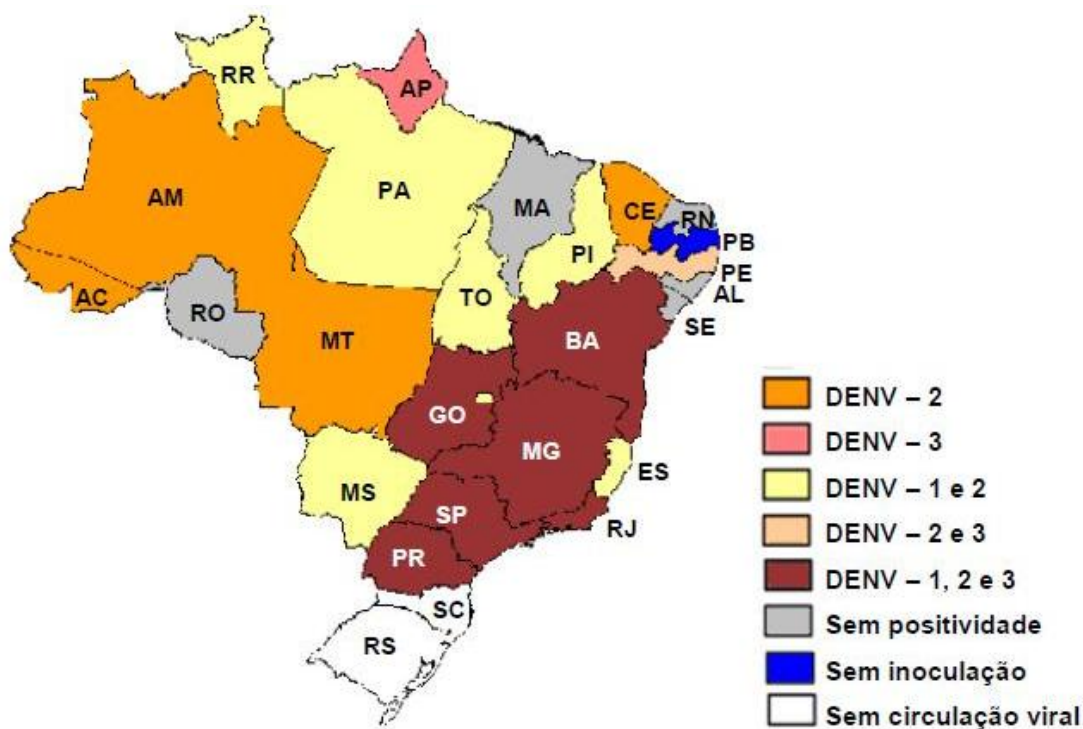 RR
AP
AM
PA
MA
CE
RN
PB
PI
PE
AL
SE
AC
RO
TO
MT
BA
GO
MG
ES
MS
SP
RJ
PR
SC
RS
DENV – 2
DENV – 3
DENV – 1 e 2
DENV – 2 e 3
DENV – 1, 2 e 3
Sem positividade
Sem inoculação
Sem circulação viral